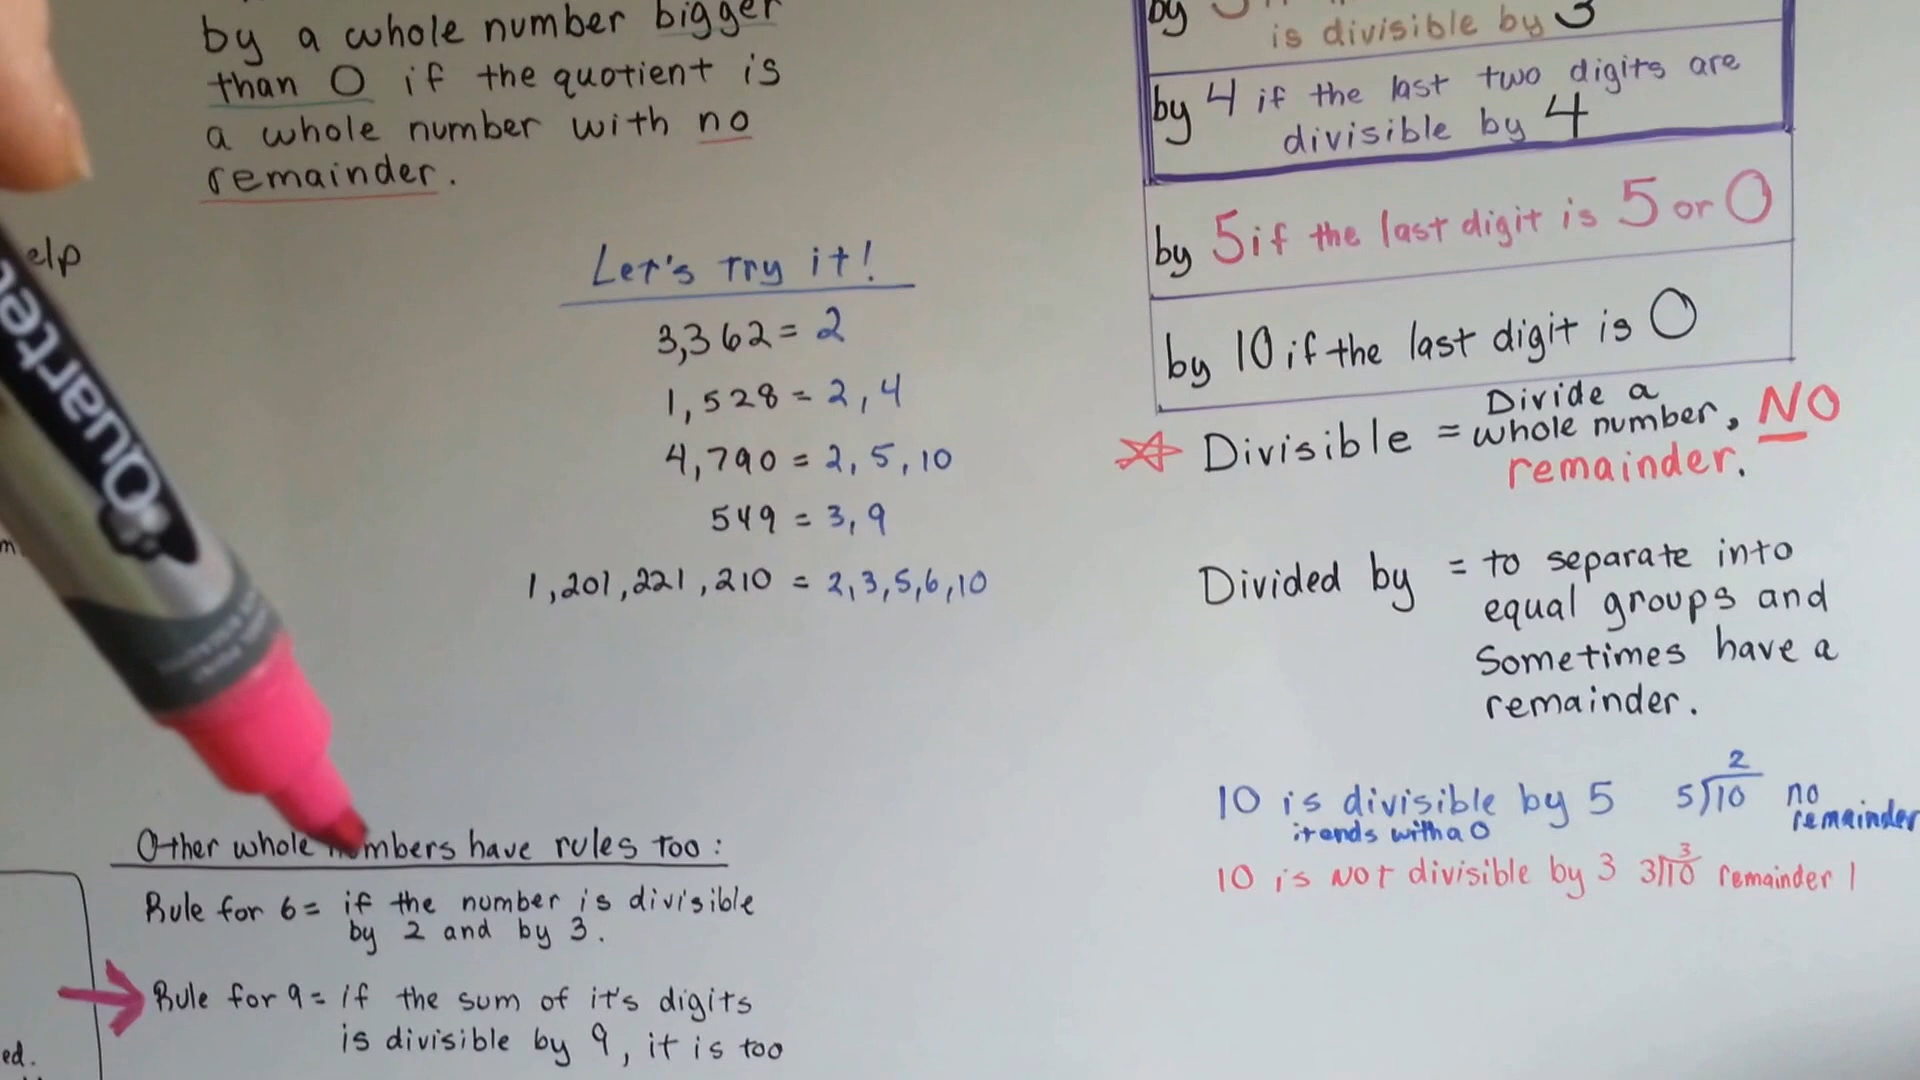 by a whole number bigger
than 0 if the quotient is
a whole number with no
remainder.
elp
Quartet
Let's Try it!
3,362 = 2
1,528 = 2, 4
4,790 = 2, 5, 10
549 = 3, 9
1,201,221,210 = 2,3,5,6,10
Other whole numbers have rules too:
Rule for 6 = if the number is divisible
by 2 and by 3.
Rule for 9 = if the sum of it's digits
is divisible by 9, it is too
ed.
by 3
is divisible by 3
by 4 if the last two digits are
divisible by 4
by 5 if the last digit is 5 or 0
by 10 if the last digit is 0
Divisible = Divide a
whole number, NO
remainder.
Divided by = to separate into
equal groups and
Sometimes have a
remainder.
10 is divisible by 5 5)10 2 no
remainder
it ends with a 0
10 is NOT divisible by 3 3)10 3 remainder 1